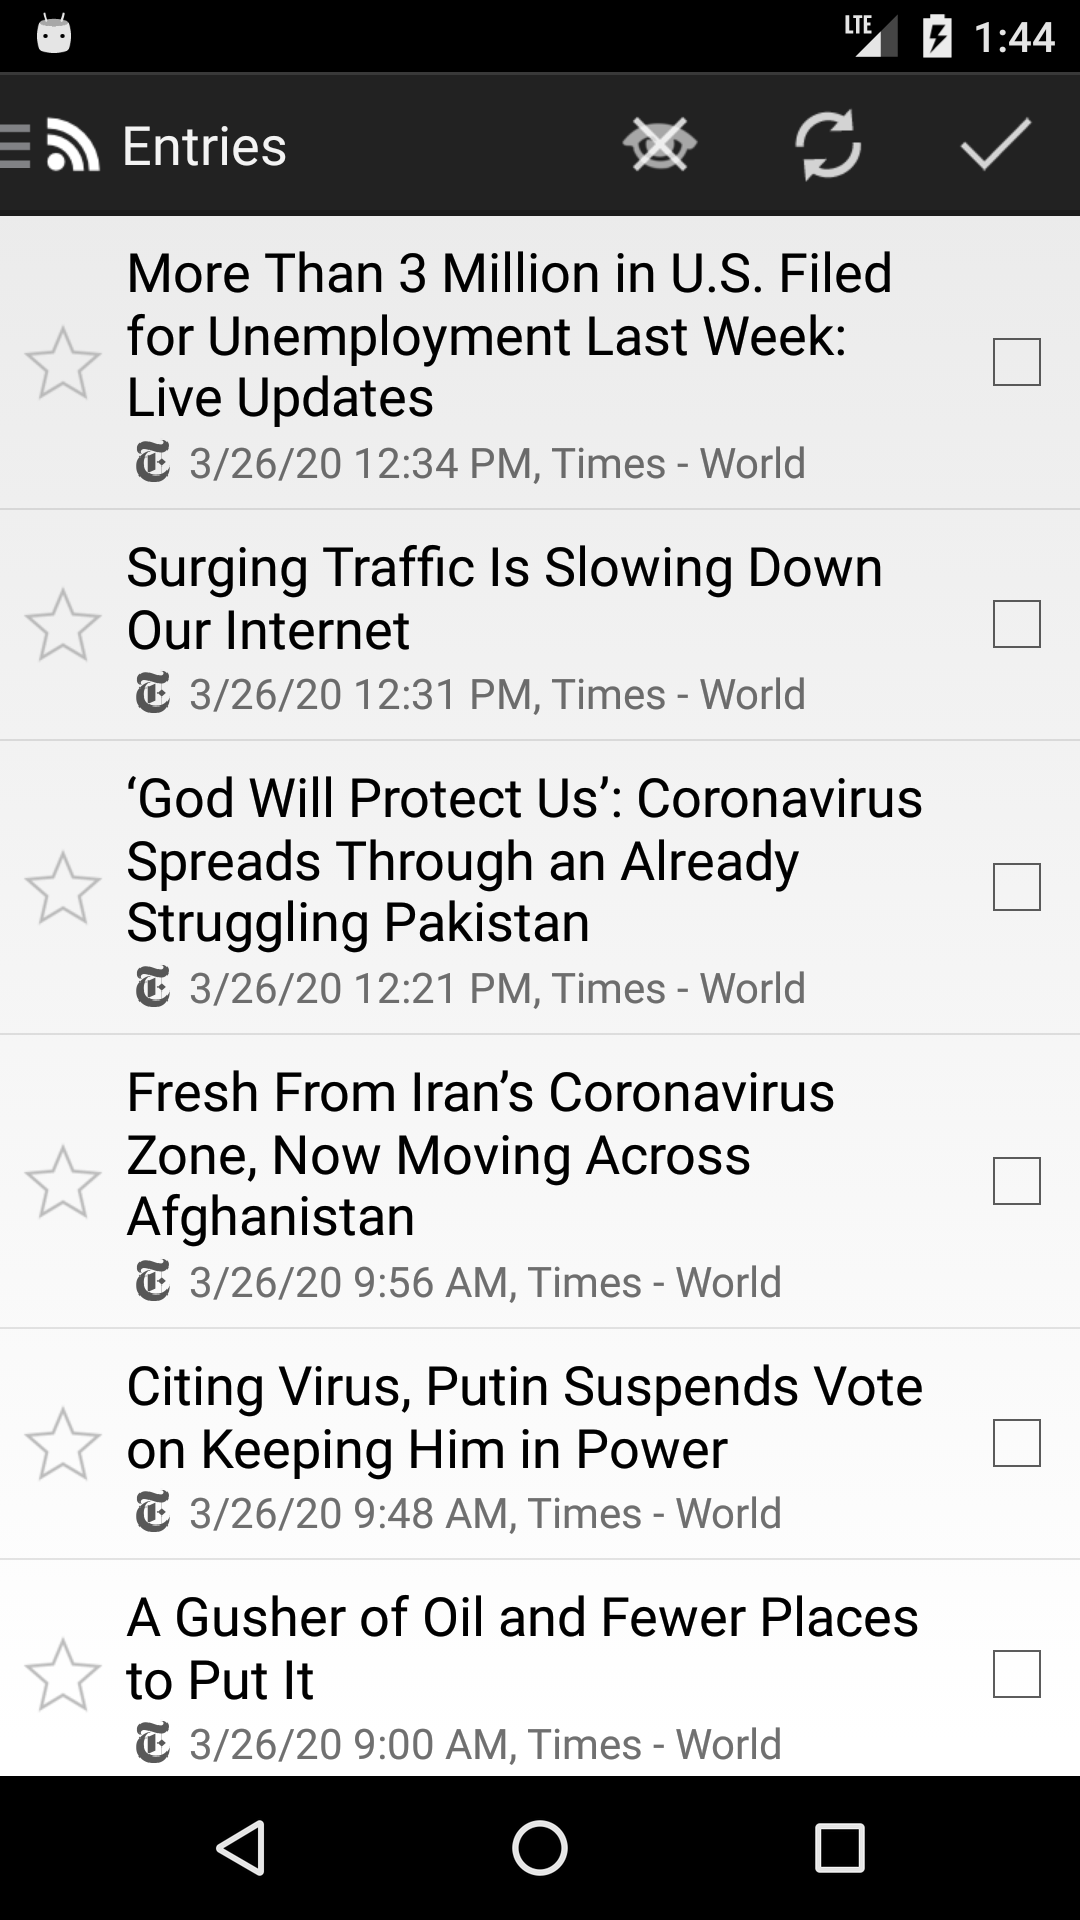 LTE 1:44
Entries
More Than 3 Million in U.S. Filed
for Unemployment Last Week:
Live Updates
3/26/20 12:34 PM, Times - World
Surging Traffic Is Slowing Down
Our Internet
3/26/20 12:31 PM, Times - World
‘God Will Protect Us’: Coronavirus
Spreads Through an Already
Struggling Pakistan
3/26/20 12:21 PM, Times - World
Fresh From Iran’s Coronavirus
Zone, Now Moving Across
Afghanistan
3/26/20 9:56 AM, Times - World
Citing Virus, Putin Suspends Vote
on Keeping Him in Power
3/26/20 9:48 AM, Times - World
A Gusher of Oil and Fewer Places
to Put It
3/26/20 9:00 AM, Times - World